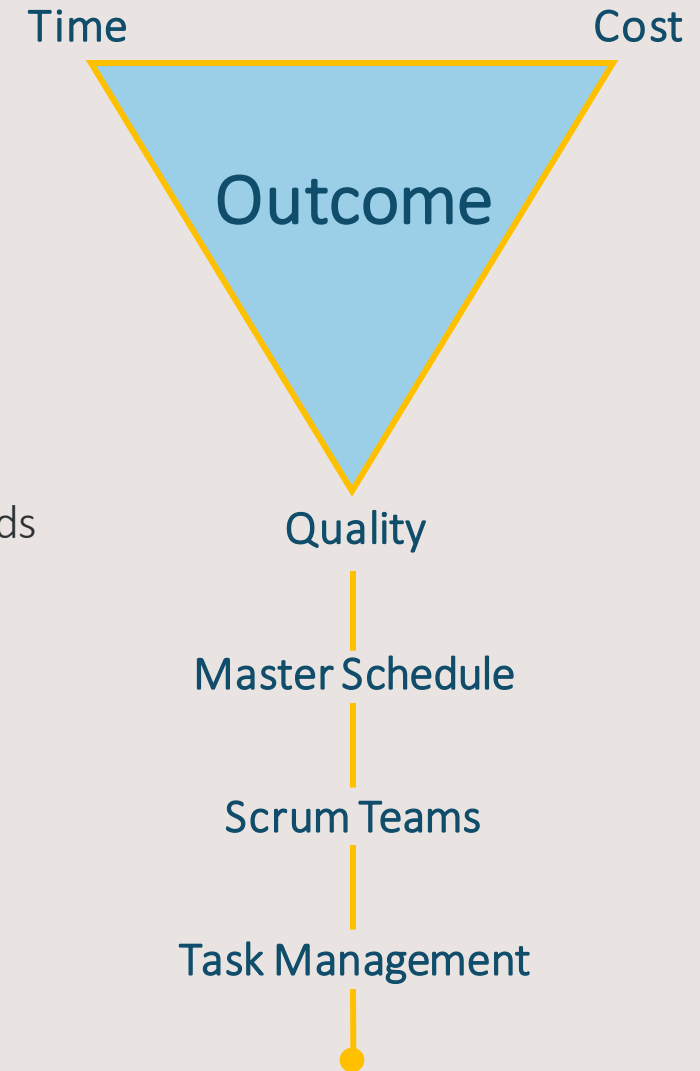 Time Cost
Outcome
ds
Quality
Master Schedule
Scrum Teams
Task Management